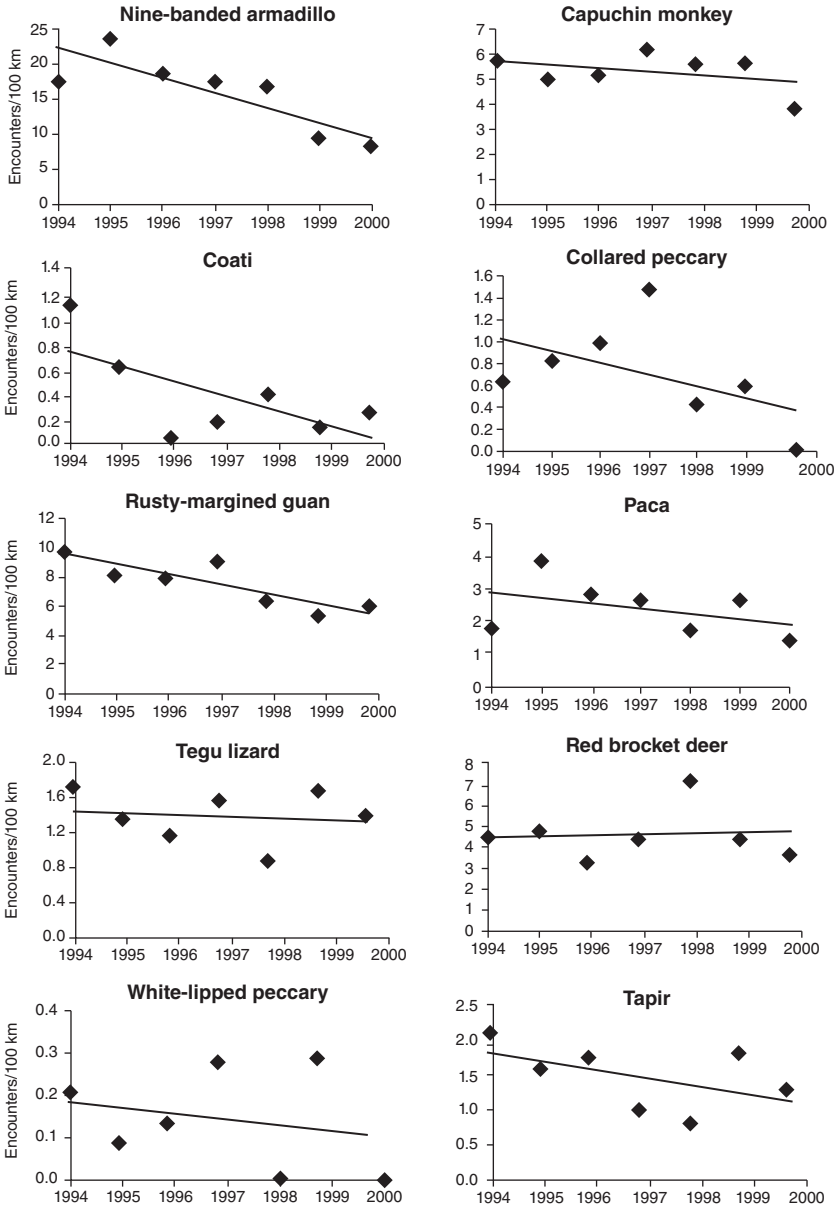 Nine-banded armadillo
Encounters/100 km
25
20
15
10
5
0
1994 1995 1996 1997 1998 1999 2000
Capuchin monkey
7
6
5
4
3
2
1
0
1994 1995 1996 1997 1998 1999 2000
Coati
Encounters/100 km
1.4
1.2
1.0
0.8
0.6
0.4
0.2
0.0
1994 1995 1996 1997 1998 1999 2000
Collared peccary
1.6
1.4
1.2
1.0
0.8
0.6
0.4
0.2
0.0
1994 1995 1996 1997 1998 1999 2000
Rusty-margined guan
Encounters/100 km
12
10
8
6
4
2
0
1994 1995 1996 1997 1998 1999 2000
Paca
5
4
3
2
1
0
1994 1995 1996 1997 1998 1999 2000
Tegu lizard
Encounters/100 km
2.0
1.6
1.2
0.8
0.4
0.0
1994 1995 1996 1997 1998 1999 2000
Red brocket deer
8
7
6
5
4
3
2
1
0
1994 1995 1996 1997 1998 1999 2000
White-lipped peccary
Encounters/100 km
0.4
0.3
0.2
0.1
0.0
1994 1995 1996 1997 1998 1999 2000
Tapir
2.5
2.0
1.5
1.0
0.5
0.0
1994 1995 1996 1997 1998 1999 2000